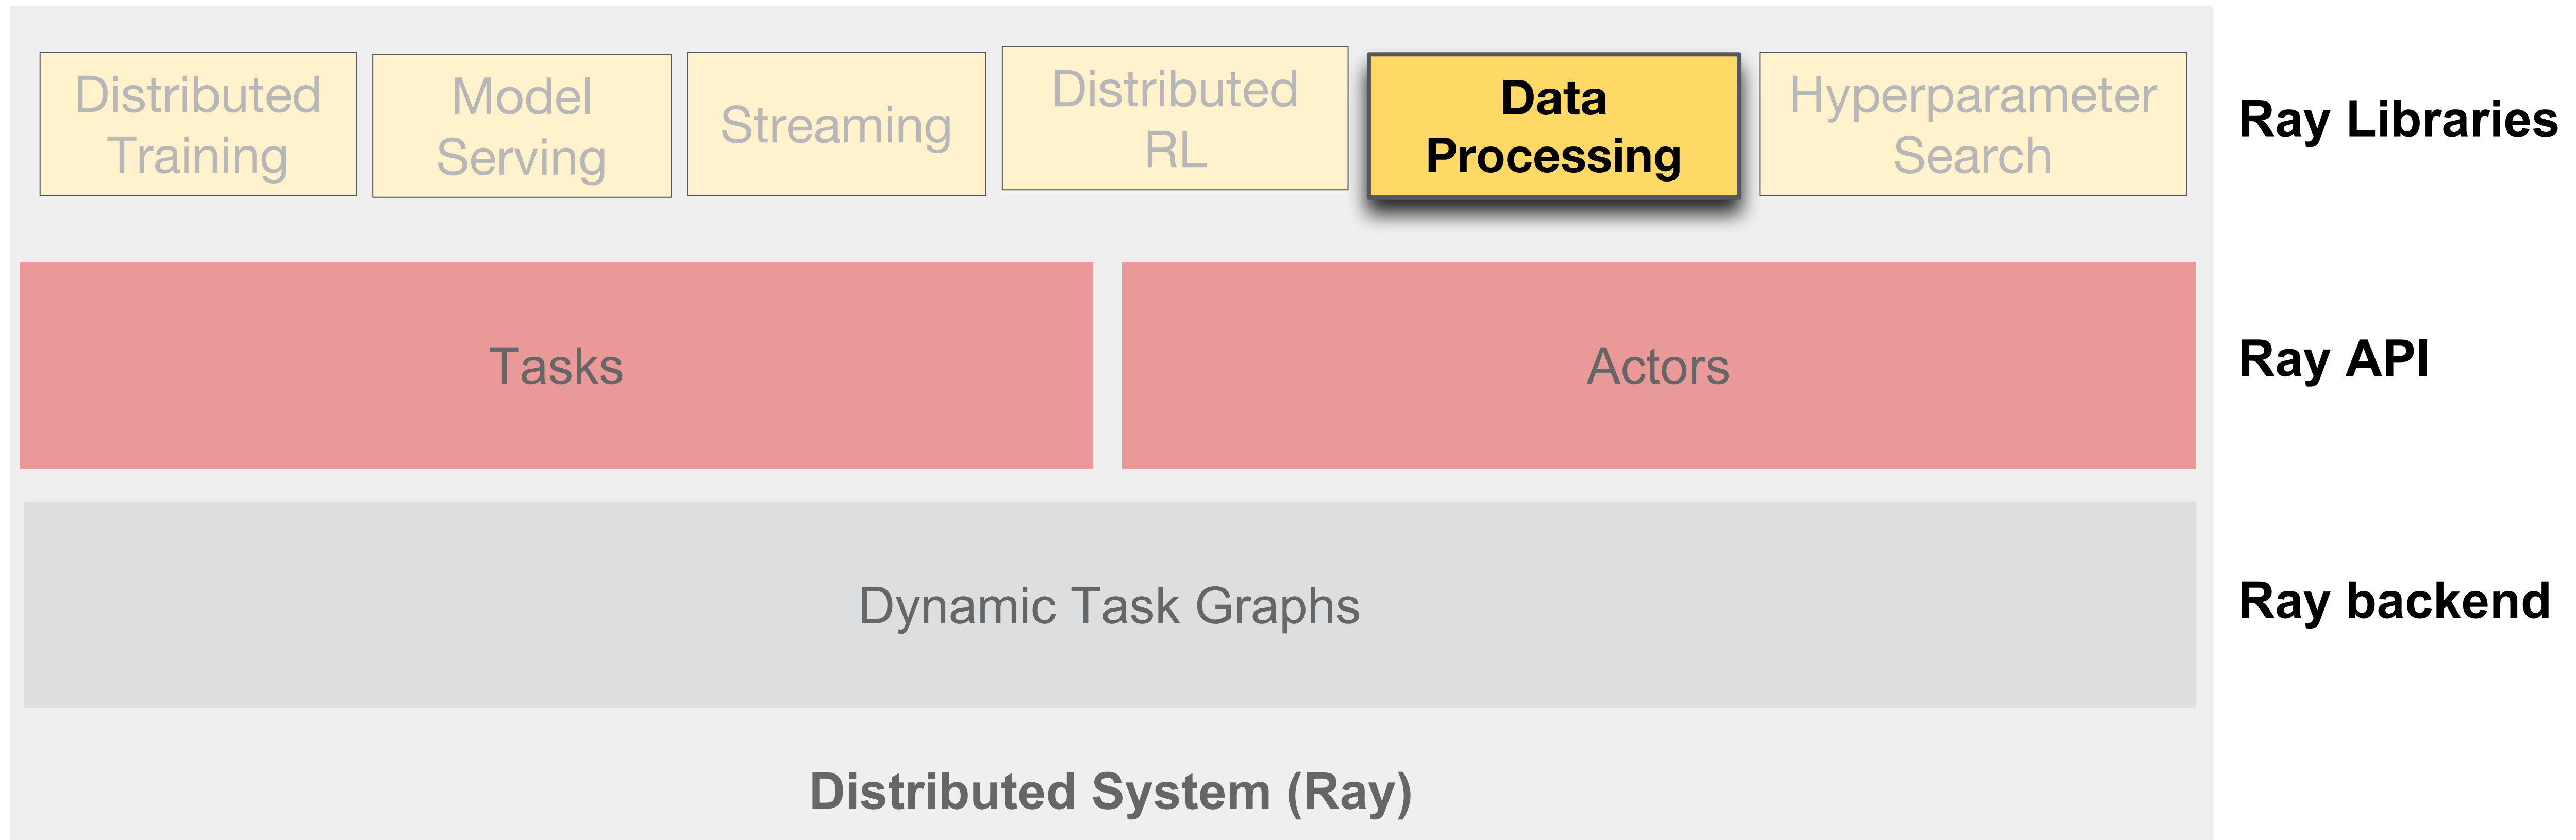 Distributed
Training
Model
Serving
Streaming
Distributed
RL
Data
Processing
Hyperparameter
Search
Ray Libraries
Tasks
Actors
Ray API
Dynamic Task Graphs
Ray backend
Distributed System (Ray)